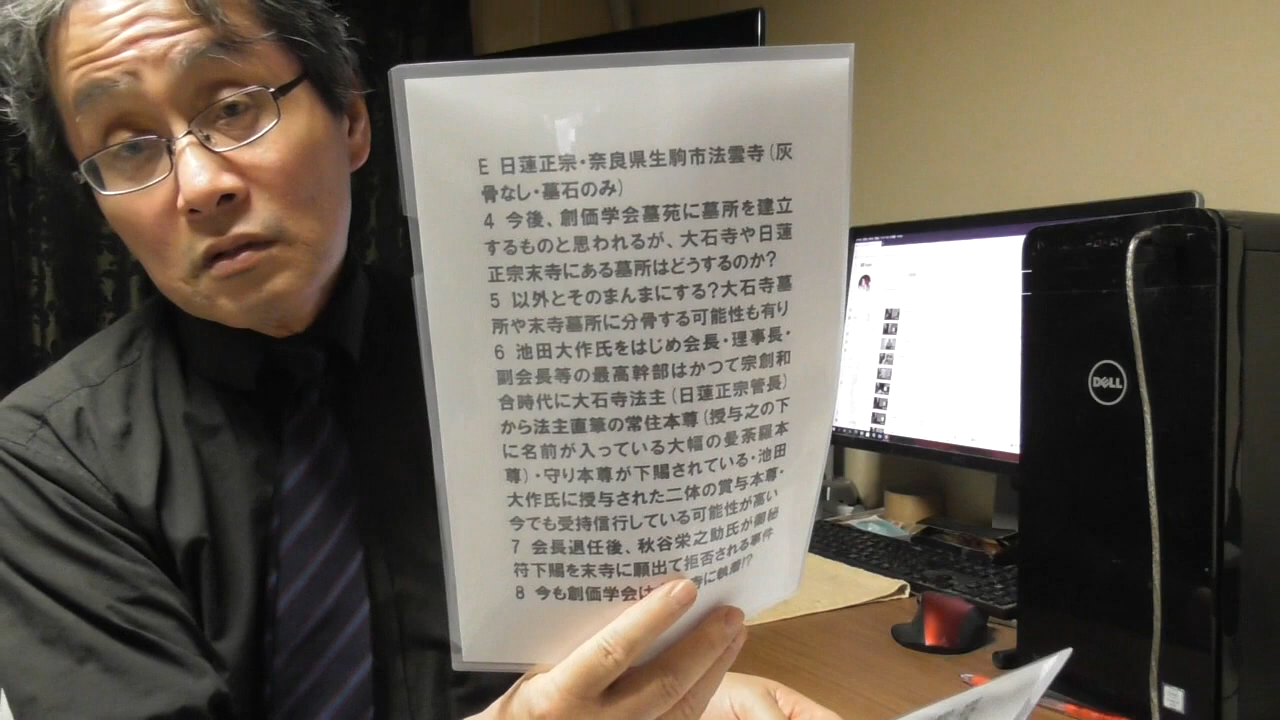 E 日蓮正宗・奈良県生駒市法雲寺(灰
骨なし・墓石のみ)
4 今後、創価学会墓苑に墓所を建立
するものと思われるが、大石寺や日蓮
正宗末寺にある墓所はどうするのか?
5 以外とそのまんまにする?大石寺墓
所や末寺墓所に分骨する可能性も有り
6 池田大作氏をはじめ会長・理事長・
副会長等の最高幹部はかつて宗創和
合時代に大石寺法主(日蓮正宗管長)
から法主直筆の常住本尊(授与之の下
に名前が入っている大幅の曼荼羅本
尊)・守り本尊が下賜されている・池田
大作氏に授与された二体の賞与本尊・
今でも受持信行している可能性が高い
7 会長退任後、秋谷栄之助氏が御秘
符下賜を末寺に願出て拒否される事件
8 今も創価学会は寺に執着!?
DELL